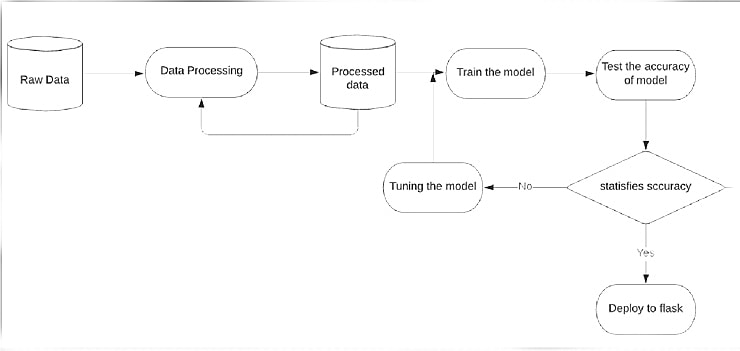 Raw Data
Data Processing
Processed
data
Train the model
Test the accuracy
of model
Tuning the model
No
statisfies sccuracy
Yes
Deploy to flask